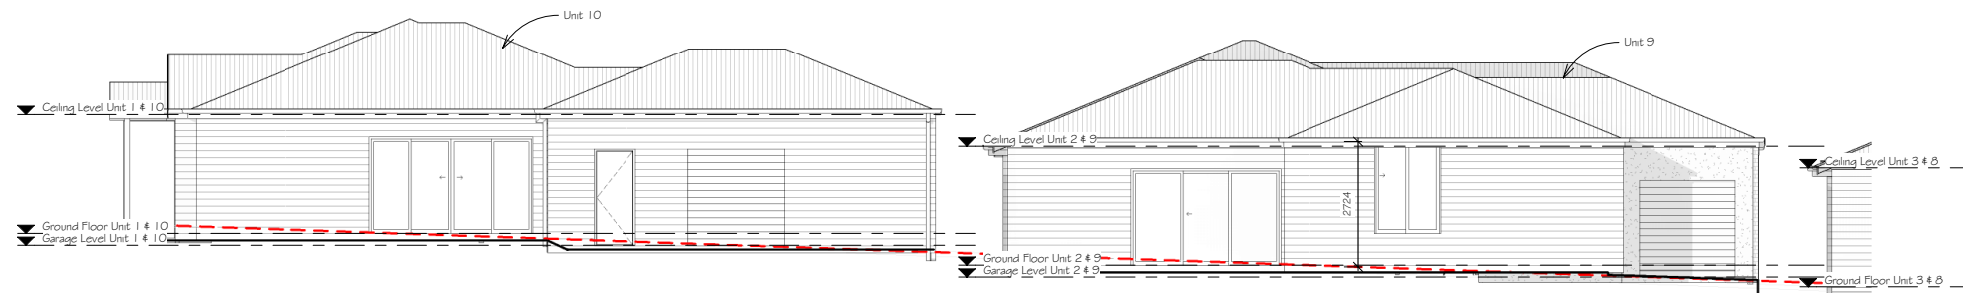 Unit 10
Unit 9
Ceiling Level Unit 1 & 10
Ceiling Level Unit 2 & 9
Ceiling Level Unit 3 & 8
2724
Ground Floor Unit 1 & 10
Garage Level Unit 1 & 10
Ground Floor Unit 2 & 9
Garage Level Unit 2 & 9
Ground Floor Unit 3 & 8